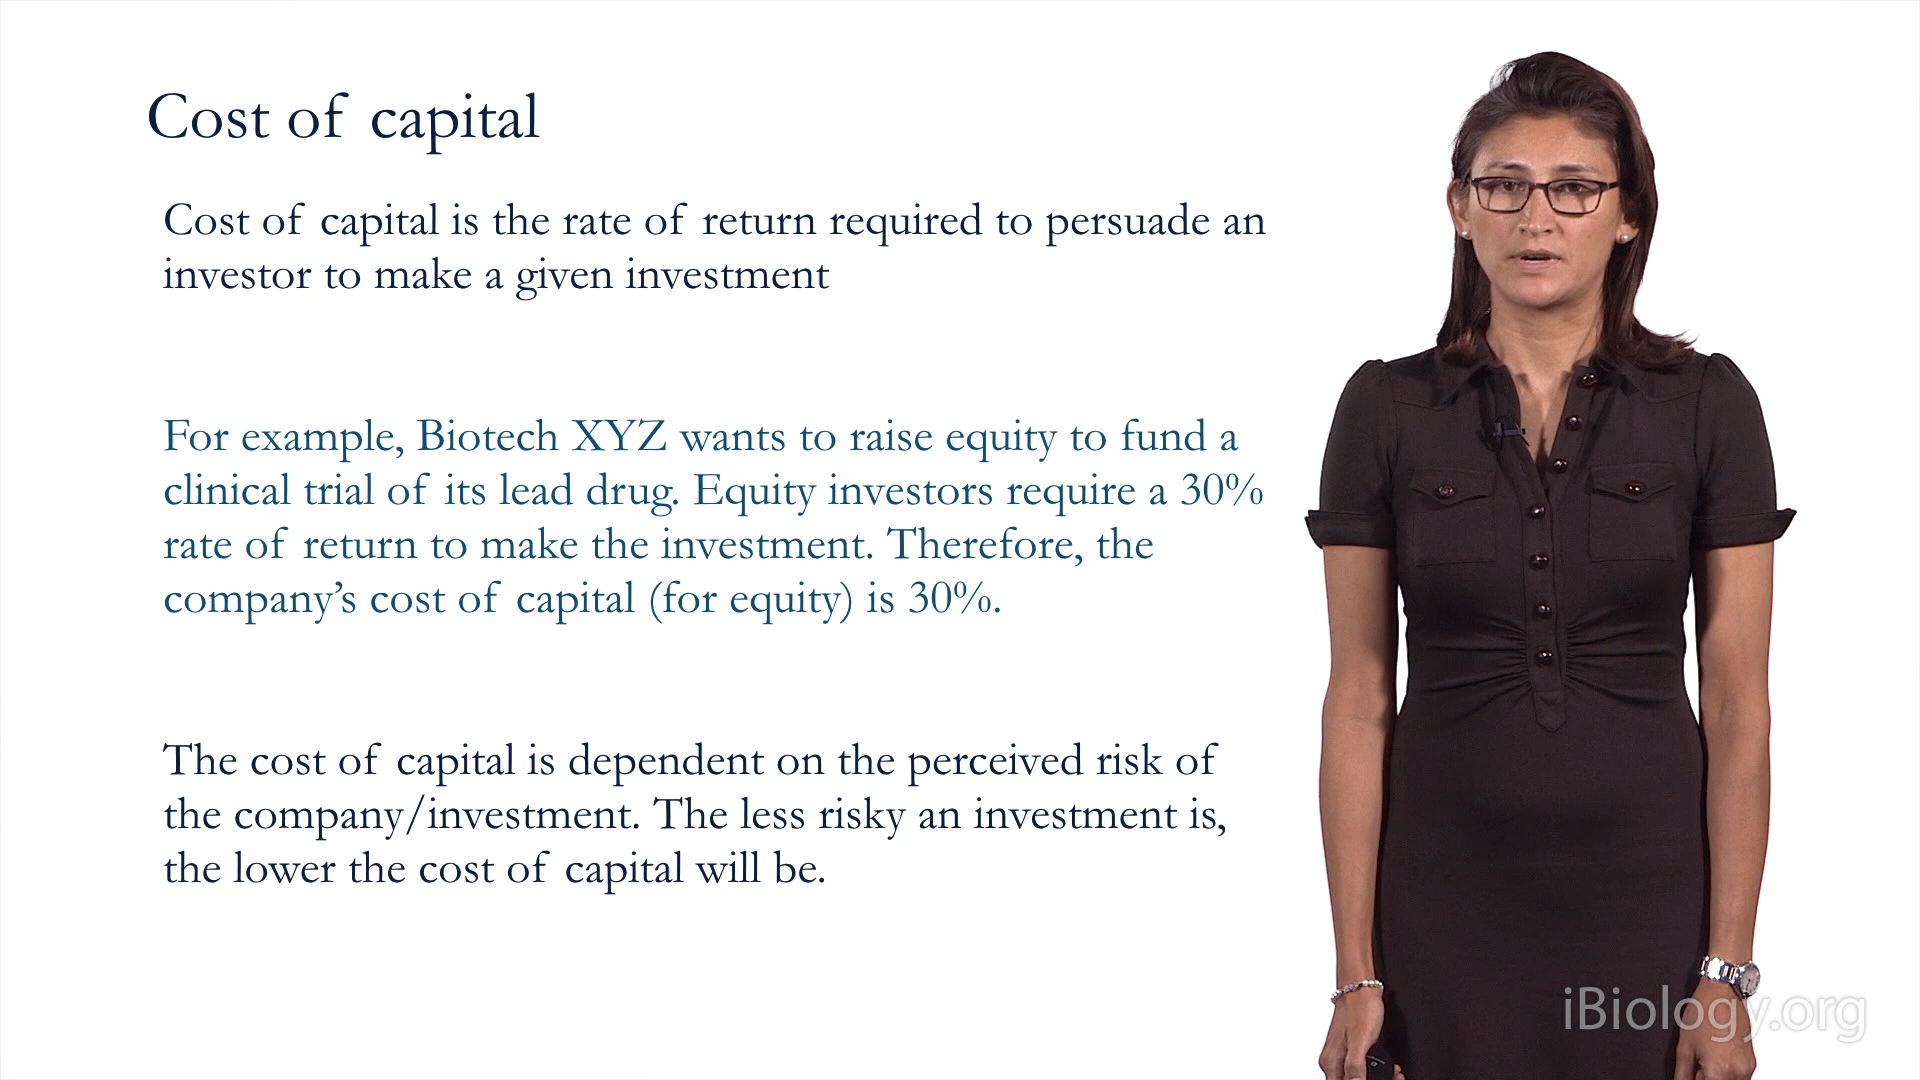 Cost of capital
Cost of capital is the rate of return required to persuade an
investor to make a given investment
For example, Biotech XYZ wants to raise equity to fund a
clinical trial of its lead drug. Equity investors require a 30%
rate of return to make the investment. Therefore, the
company’s cost of capital (for equity) is 30%.
The cost of capital is dependent on the perceived risk of
the company/investment. The less risky an investment is,
the lower the cost of capital will be.
iBiology.org